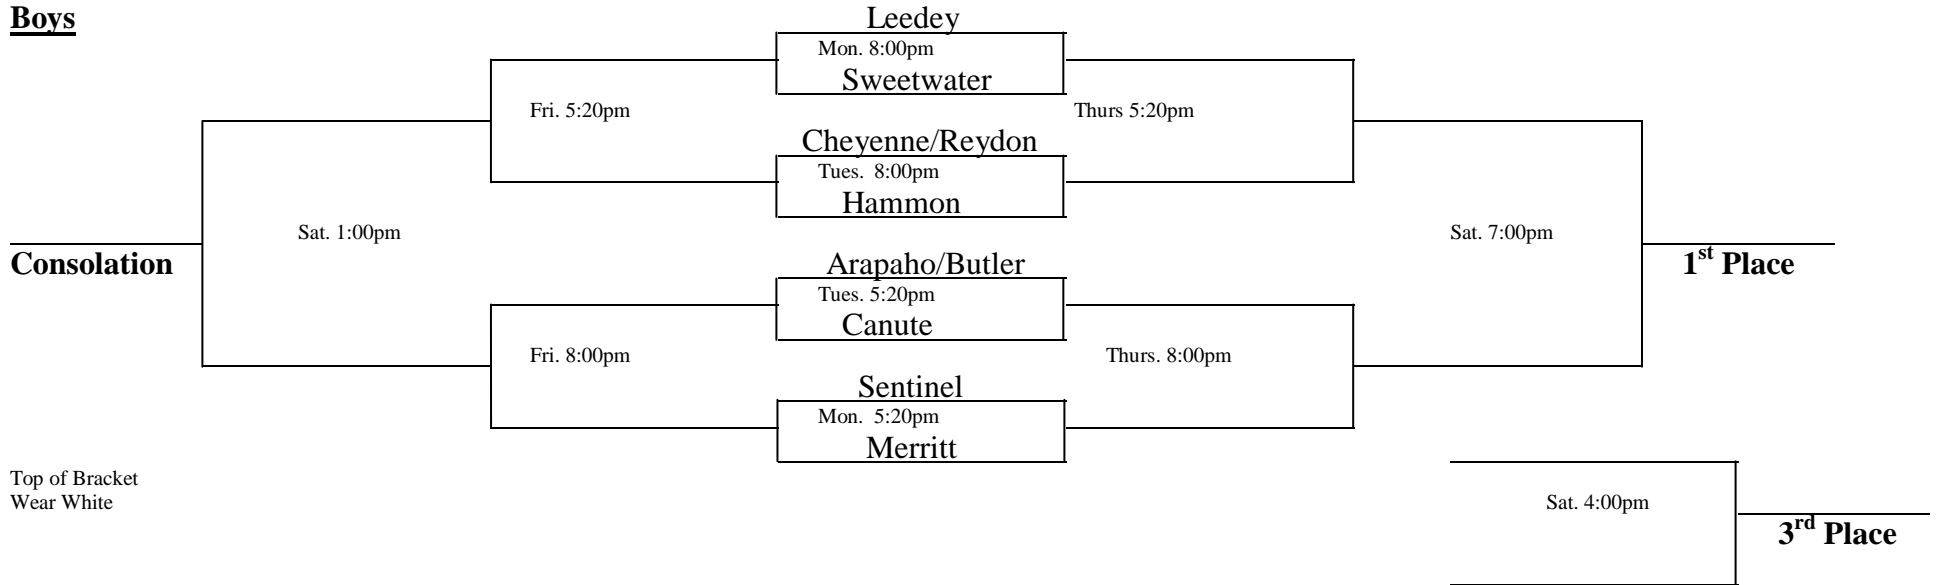 Boys
Leedey
Mon. 8:00pm
Sweetwater
Fri. 5:20pm
Thurs 5:20pm
Cheyenne/Reydon
Tues.  8:00pm
Hammon
Sat. 1:00pm
Sat. 7:00pm
Consolation
Arapaho/Butler
1st Place
Tues. 5:20pm
Canute
Fri. 8:00pm
Thurs. 8:00pm
Sentinel
Mon.  5:20pm
Merritt
Top of Bracket
Wear White
Sat. 4:00pm
3rd Place